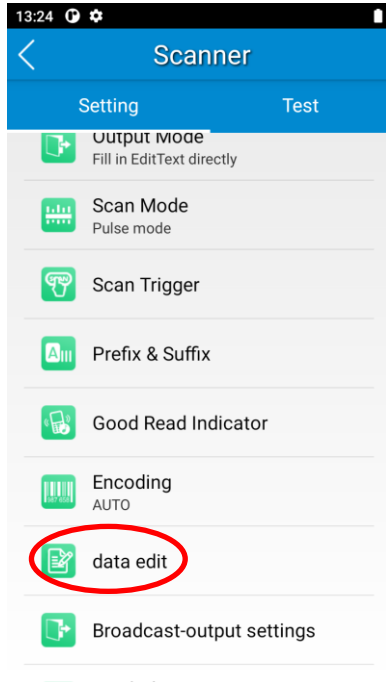 13:24
Scanner
Setting
Test
Output Mode
Fill in EditText directly
Scan Mode
Pulse mode
Scan Trigger
Prefix & Suffix
Good Read Indicator
Encoding
AUTO
data edit
Broadcast-output settings